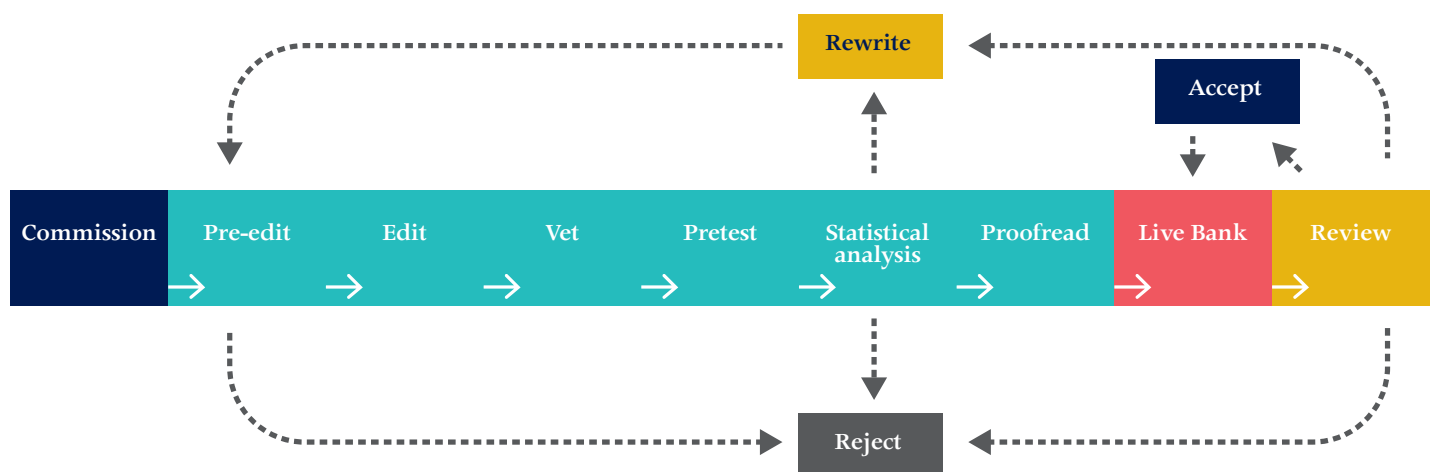 Rewrite
Accept
Commission
Pre-edit
Edit
Vet
Pretest
Statistical
analysis
Proofread
Live Bank
Review
Reject